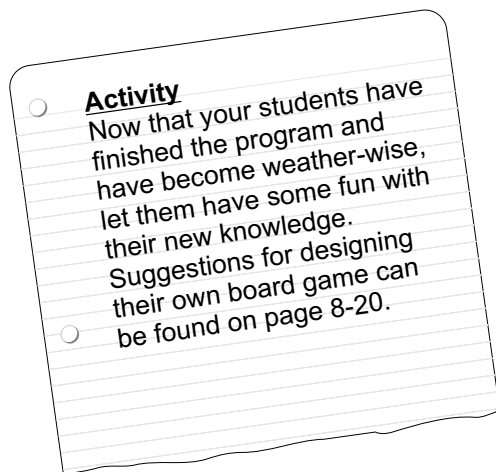 Activity
Now that your students have
finished the program and
have become weather-wise,
let them have some fun with
their new knowledge.
Suggestions for designing
their own board game can
be found on page 8-20.